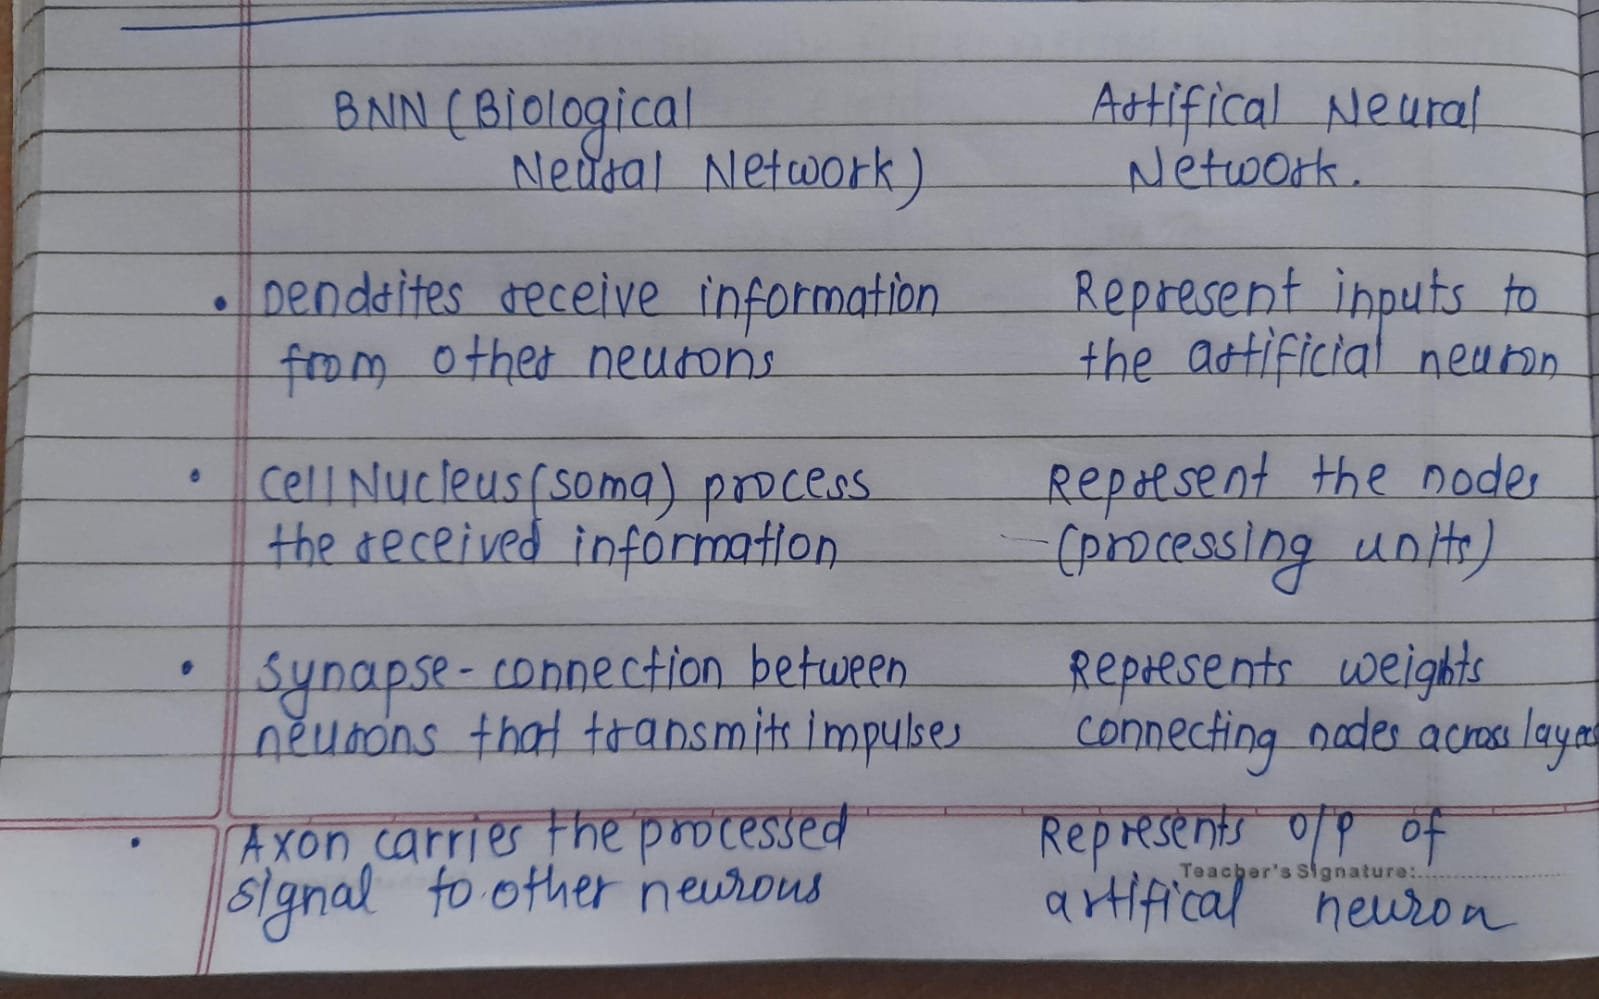 BNN (Biological
Neural Network)
Artifical Neural
Network.
• Dendrites receive information
from other neurons
Represent inputs to
the artificial neuron
• Cell Nucleus (soma) process
the received information
Represent the nodes
(processing units)
• Synapse - connection between
neurons that transmits impulses
Represents weights
connecting nodes across layers
• Axon carries the processed
signal to other neurons
Represents o/p of
Teacher's Signature:
artifical neuron